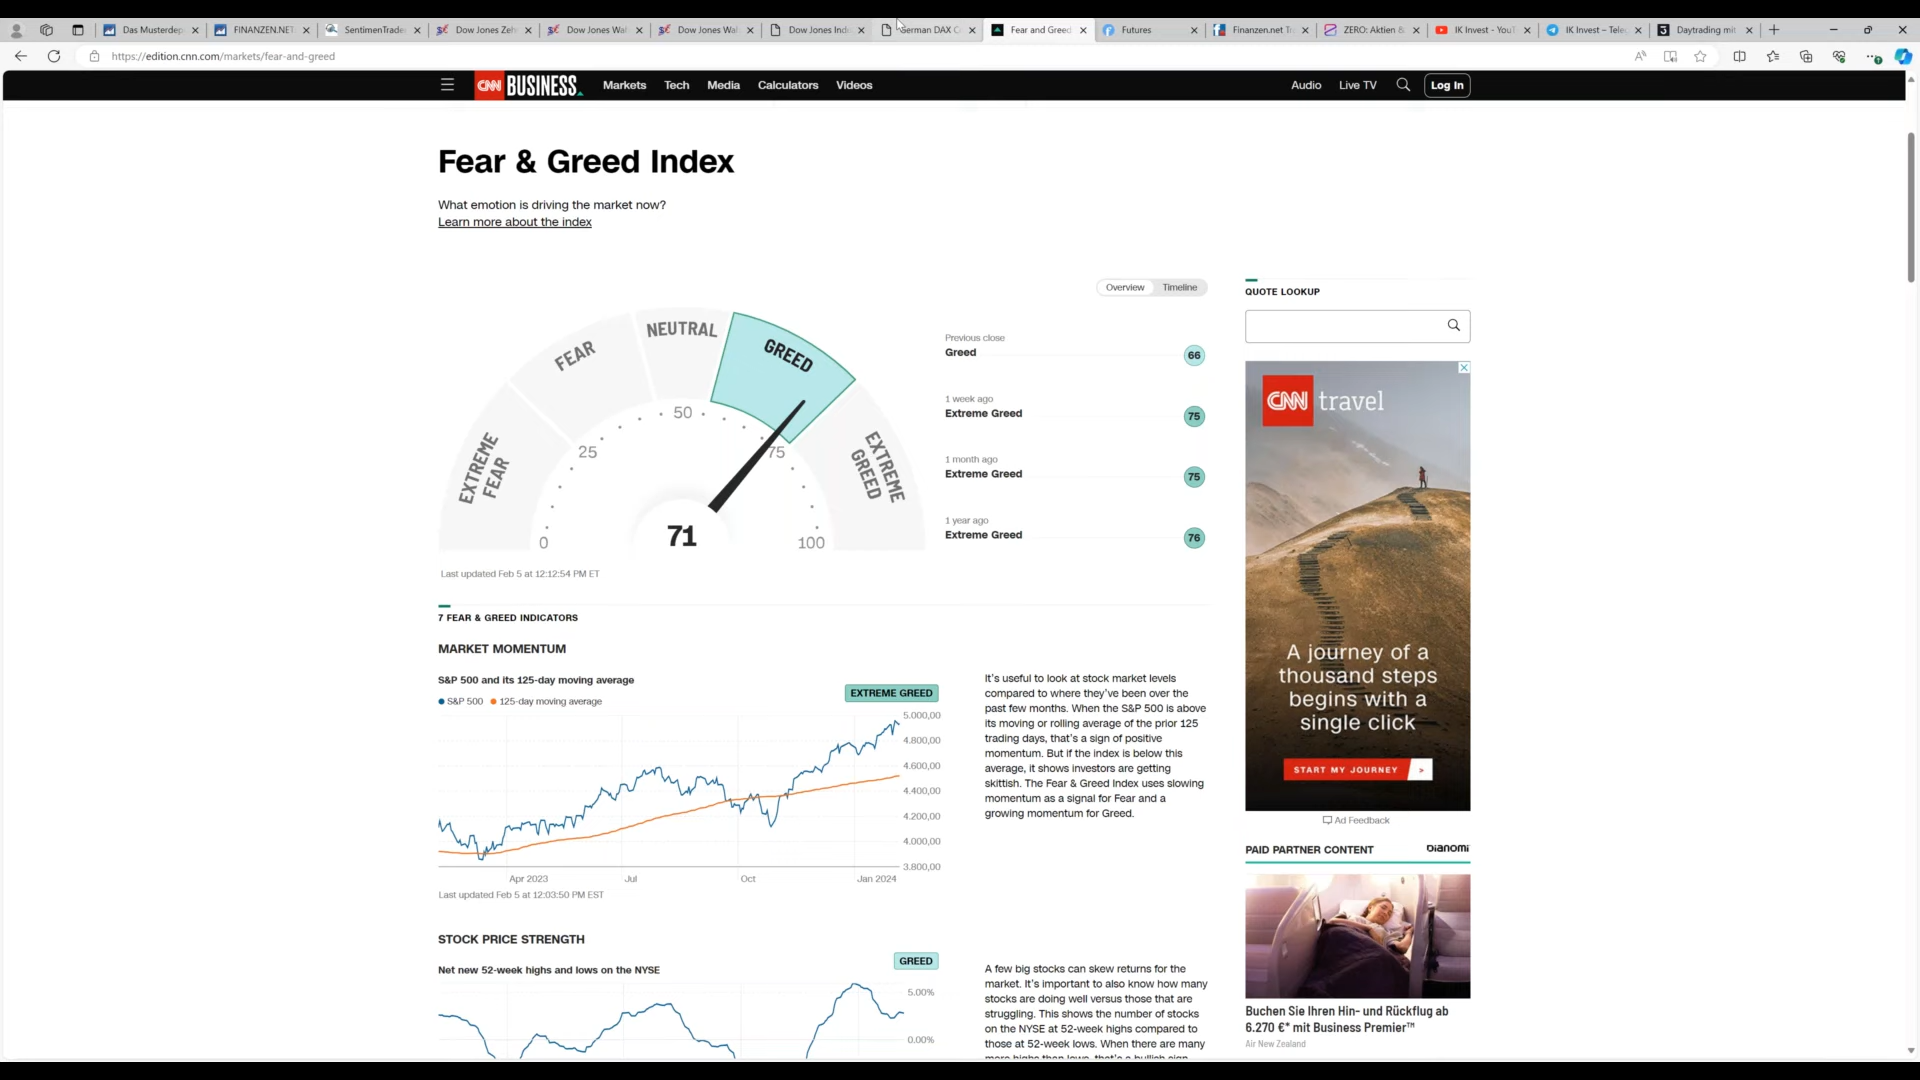 Das Musterdep
FINANZEN.NET
SentimenTrade
Dow Jones Zeh
Dow Jones Wal
Dow Jones Wal
Dow Jones Ind
German DAX C
Fear and Greed
Futures
Finanzen.net Tr
ZERO: Aktien &
IK Invest - YouT
IK Invest – Tele
Daytrading mit
https://edition.cnn.com/markets/fear-and-greed
CNN BUSINESS
Markets
Tech
Media
Calculators
Videos
Audio
Live TV
Log In
Fear & Greed Index
What emotion is driving the market now?
Learn more about the index
Overview
Timeline
EXTREME FEAR
FEAR
NEUTRAL
GREED
EXTREME GREED
0
25
50
75
100
71
Last updated Feb 5 at 12:12:54 PM ET
Previous close
Greed
66
1 week ago
Extreme Greed
75
1 month ago
Extreme Greed
75
1 year ago
Extreme Greed
76
7 FEAR & GREED INDICATORS
MARKET MOMENTUM
S&P 500 and its 125-day moving average
S&P 500
125-day moving average
EXTREME GREED
5.000,00
4.800,00
4.600,00
4.400,00
4.200,00
4.000,00
3.800,00
Apr 2023
Jul
Oct
Jan 2024
Last updated Feb 5 at 12:03:50 PM EST
It's useful to look at stock market levels
compared to where they've been over the
past few months. When the S&P 500 is above
its moving or rolling average of the prior 125
trading days, that's a sign of positive
momentum. But if the index is below this
average, it shows investors are getting
skittish. The Fear & Greed Index uses slowing
momentum as a signal for Fear and a
growing momentum for Greed.
STOCK PRICE STRENGTH
Net new 52-week highs and lows on the NYSE
GREED
5.00%
0.00%
A few big stocks can skew returns for the
market. It's important to also know how many
stocks are doing well versus those that are
struggling. This shows the number of stocks
on the NYSE at 52-week highs compared to
those at 52-week lows. When there are many
more highs than lows, that's a bullish sign
QUOTE LOOKUP
CNN travel
A journey of a
thousand steps
begins with a
single click
START MY JOURNEY >
Ad Feedback
PAID PARTNER CONTENT
bianomi
Buchen Sie Ihren Hin- und Rückflug ab
6.270 €* mit Business Premier™
Air New Zealand